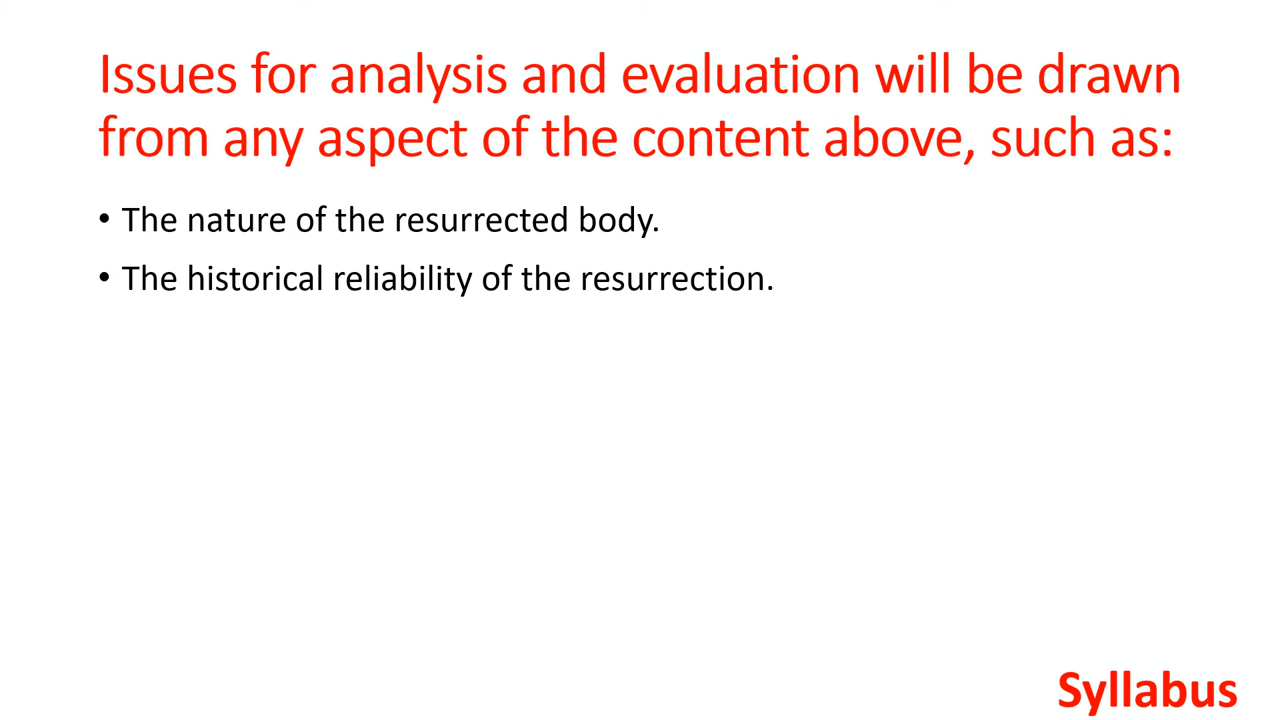 Issues for analysis and evaluation will be drawn
from any aspect of the content above, such as:
• The nature of the resurrected body.
• The historical reliability of the resurrection.
Syllabus